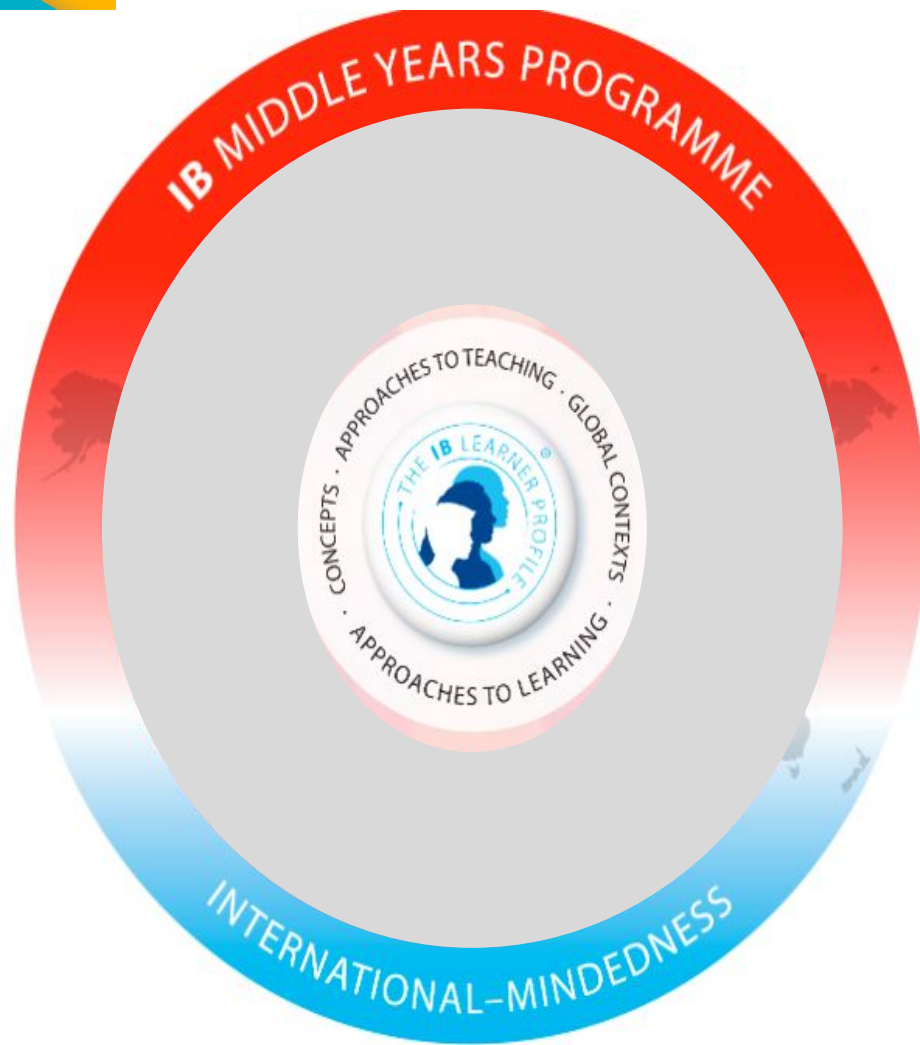 IB MIDDLE YEARS PROGRAMME
CONCEPTS · APPROACHES TO TEACHING · GLOBAL CONTEXTS ·
· APPROACHES TO LEARNING
THE IB LEARNER PROFILE ®
INTERNATIONAL–MINDEDNESS